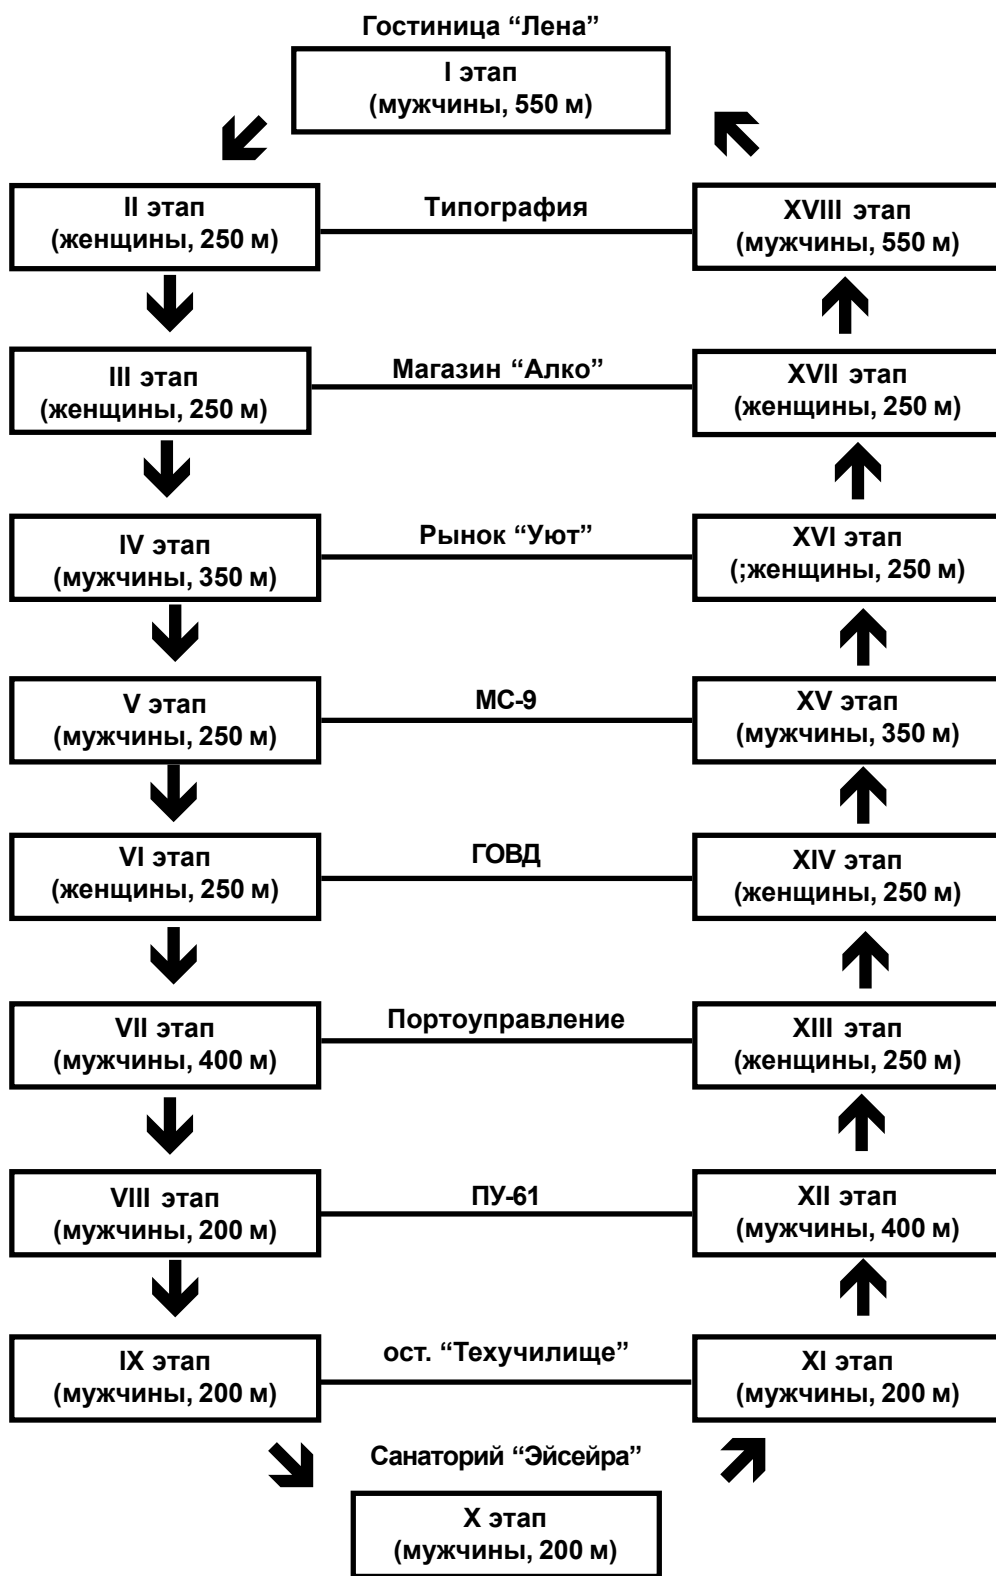 Гостиница “Лена”
I этап
(мужчины, 550 м)
II этап
(женщины, 250 м)
Типография
XVIII этап
(мужчины, 550 м)
III этап
(женщины, 250 м)
Магазин “Алко”
XVII этап
(женщины, 250 м)
IV этап
(мужчины, 350 м)
Рынок “Уют”
XVI этап
(;женщины, 250 м)
V этап
(мужчины, 250 м)
МС-9
XV этап
(мужчины, 350 м)
VI этап
(женщины, 250 м)
ГОВД
XIV этап
(женщины, 250 м)
VII этап
(мужчины, 400 м)
Портоуправление
XIII этап
(женщины, 250 м)
VIII этап
(мужчины, 200 м)
ПУ-61
XII этап
(мужчины, 400 м)
IX этап
(мужчины, 200 м)
ост. “Техучилище”
XI этап
(мужчины, 200 м)
Санаторий “Эйсейра”
X этап
(мужчины, 200 м)